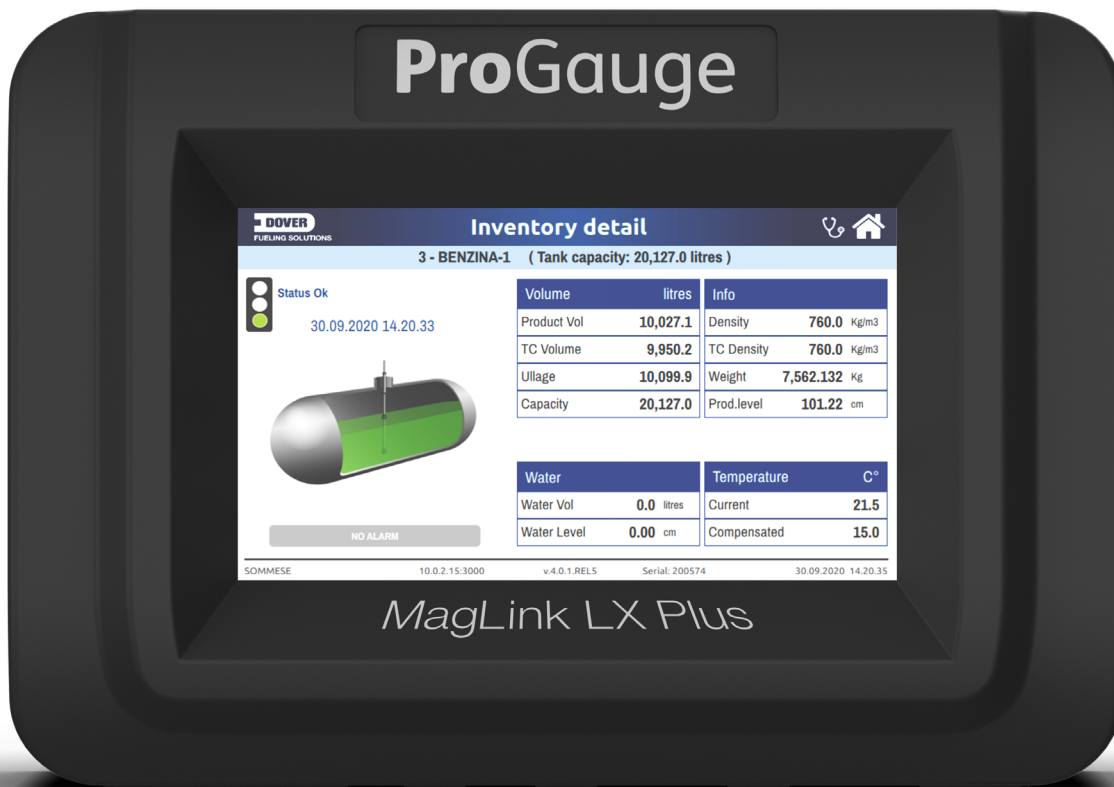 ProGauge
DOVER
FUELING SOLUTIONS
Inventory detail
3 - BENZINA-1 ( Tank capacity: 20,127.0 litres )
Status Ok
30.09.2020 14.20.33
NO ALARM
Volume litres
Product Vol 10,027.1
TC Volume 9,950.2
Ullage 10,099.9
Capacity 20,127.0
Info
Density 760.0 Kg/m3
TC Density 760.0 Kg/m3
Weight 7,562.132 Kg
Prod.level 101.22 cm
Water
Water Vol 0.0 litres
Water Level 0.00 cm
Temperature C°
Current 21.5
Compensated 15.0
SOMMESE 10.0.2.15:3000 v.4.0.1.REL5 Serial: 200574 30.09.2020 14.20.35
MagLink LX Plus